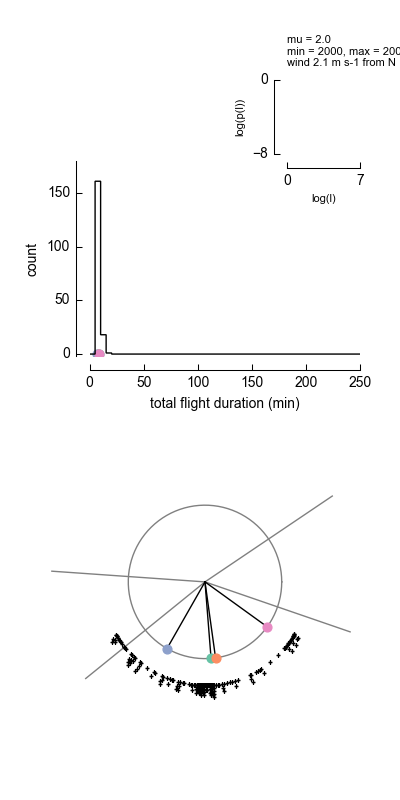 mu = 2.0
min = 2000, max = 200
wind 2.1 m s-1 from N
0
log(p(l))
−8
0 7
log(l)
150
100
50
0
count
0 50 100 150 200 250
total flight duration (min)